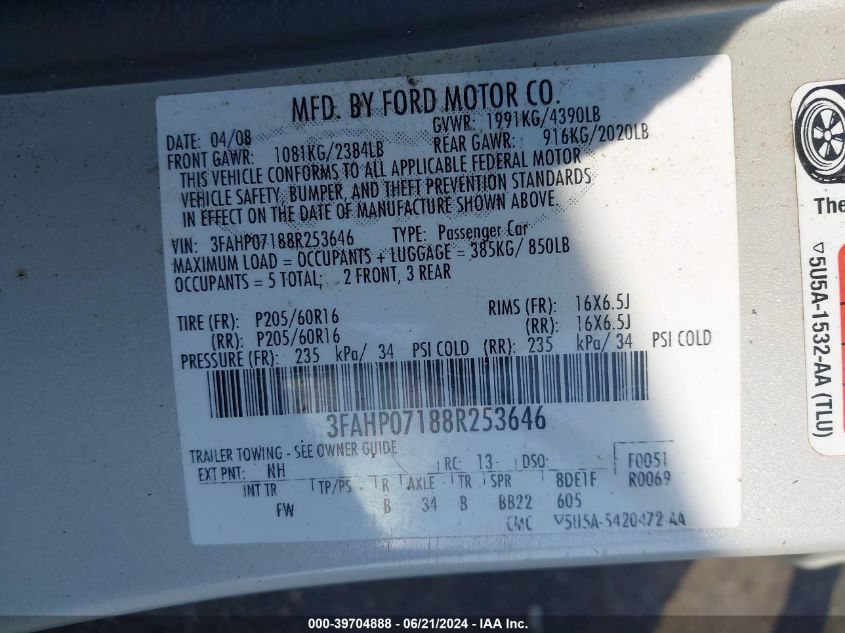 MFD. BY FORD MOTOR CO.
DATE: 04/08 GVWR: 1991KG/4390LB
FRONT GAWR: 1081KG/2384LB REAR GAWR: 916KG/2020LB
THIS VEHICLE CONFORMS TO ALL APPLICABLE FEDERAL MOTOR
VEHICLE SAFETY, BUMPER, AND THEFT PREVENTION STANDARDS
IN EFFECT ON THE DATE OF MANUFACTURE SHOWN ABOVE.
VIN: 3FAHP07188R253646 TYPE: Passenger Car
MAXIMUM LOAD = OCCUPANTS + LUGGAGE = 385KG/ 850LB
OCCUPANTS = 5 TOTAL; 2 FRONT, 3 REAR
TIRE (FR): P205/60R16 RIMS (FR): 16X6.5J
(RR): P205/60R16 (RR): 16X6.5J
PRESSURE (FR): 235 kPa/ 34 PSI COLD (RR): 235 kPa/ 34 PSI COLD
3FAHP07188R253646
TRAILER TOWING - SEE OWNER GUIDE
EXT PNT: NH RC: 13 DSO: F0051
INT TR TP/PS R AXLE TR SPR 8DE1F R0069
FW B 34 B BB22 605
CMC ▽5U5A-5420472-AA
The
▽5U5A-1532-AA (TLU)
000-39704888 - 06/21/2024 - IAA Inc.